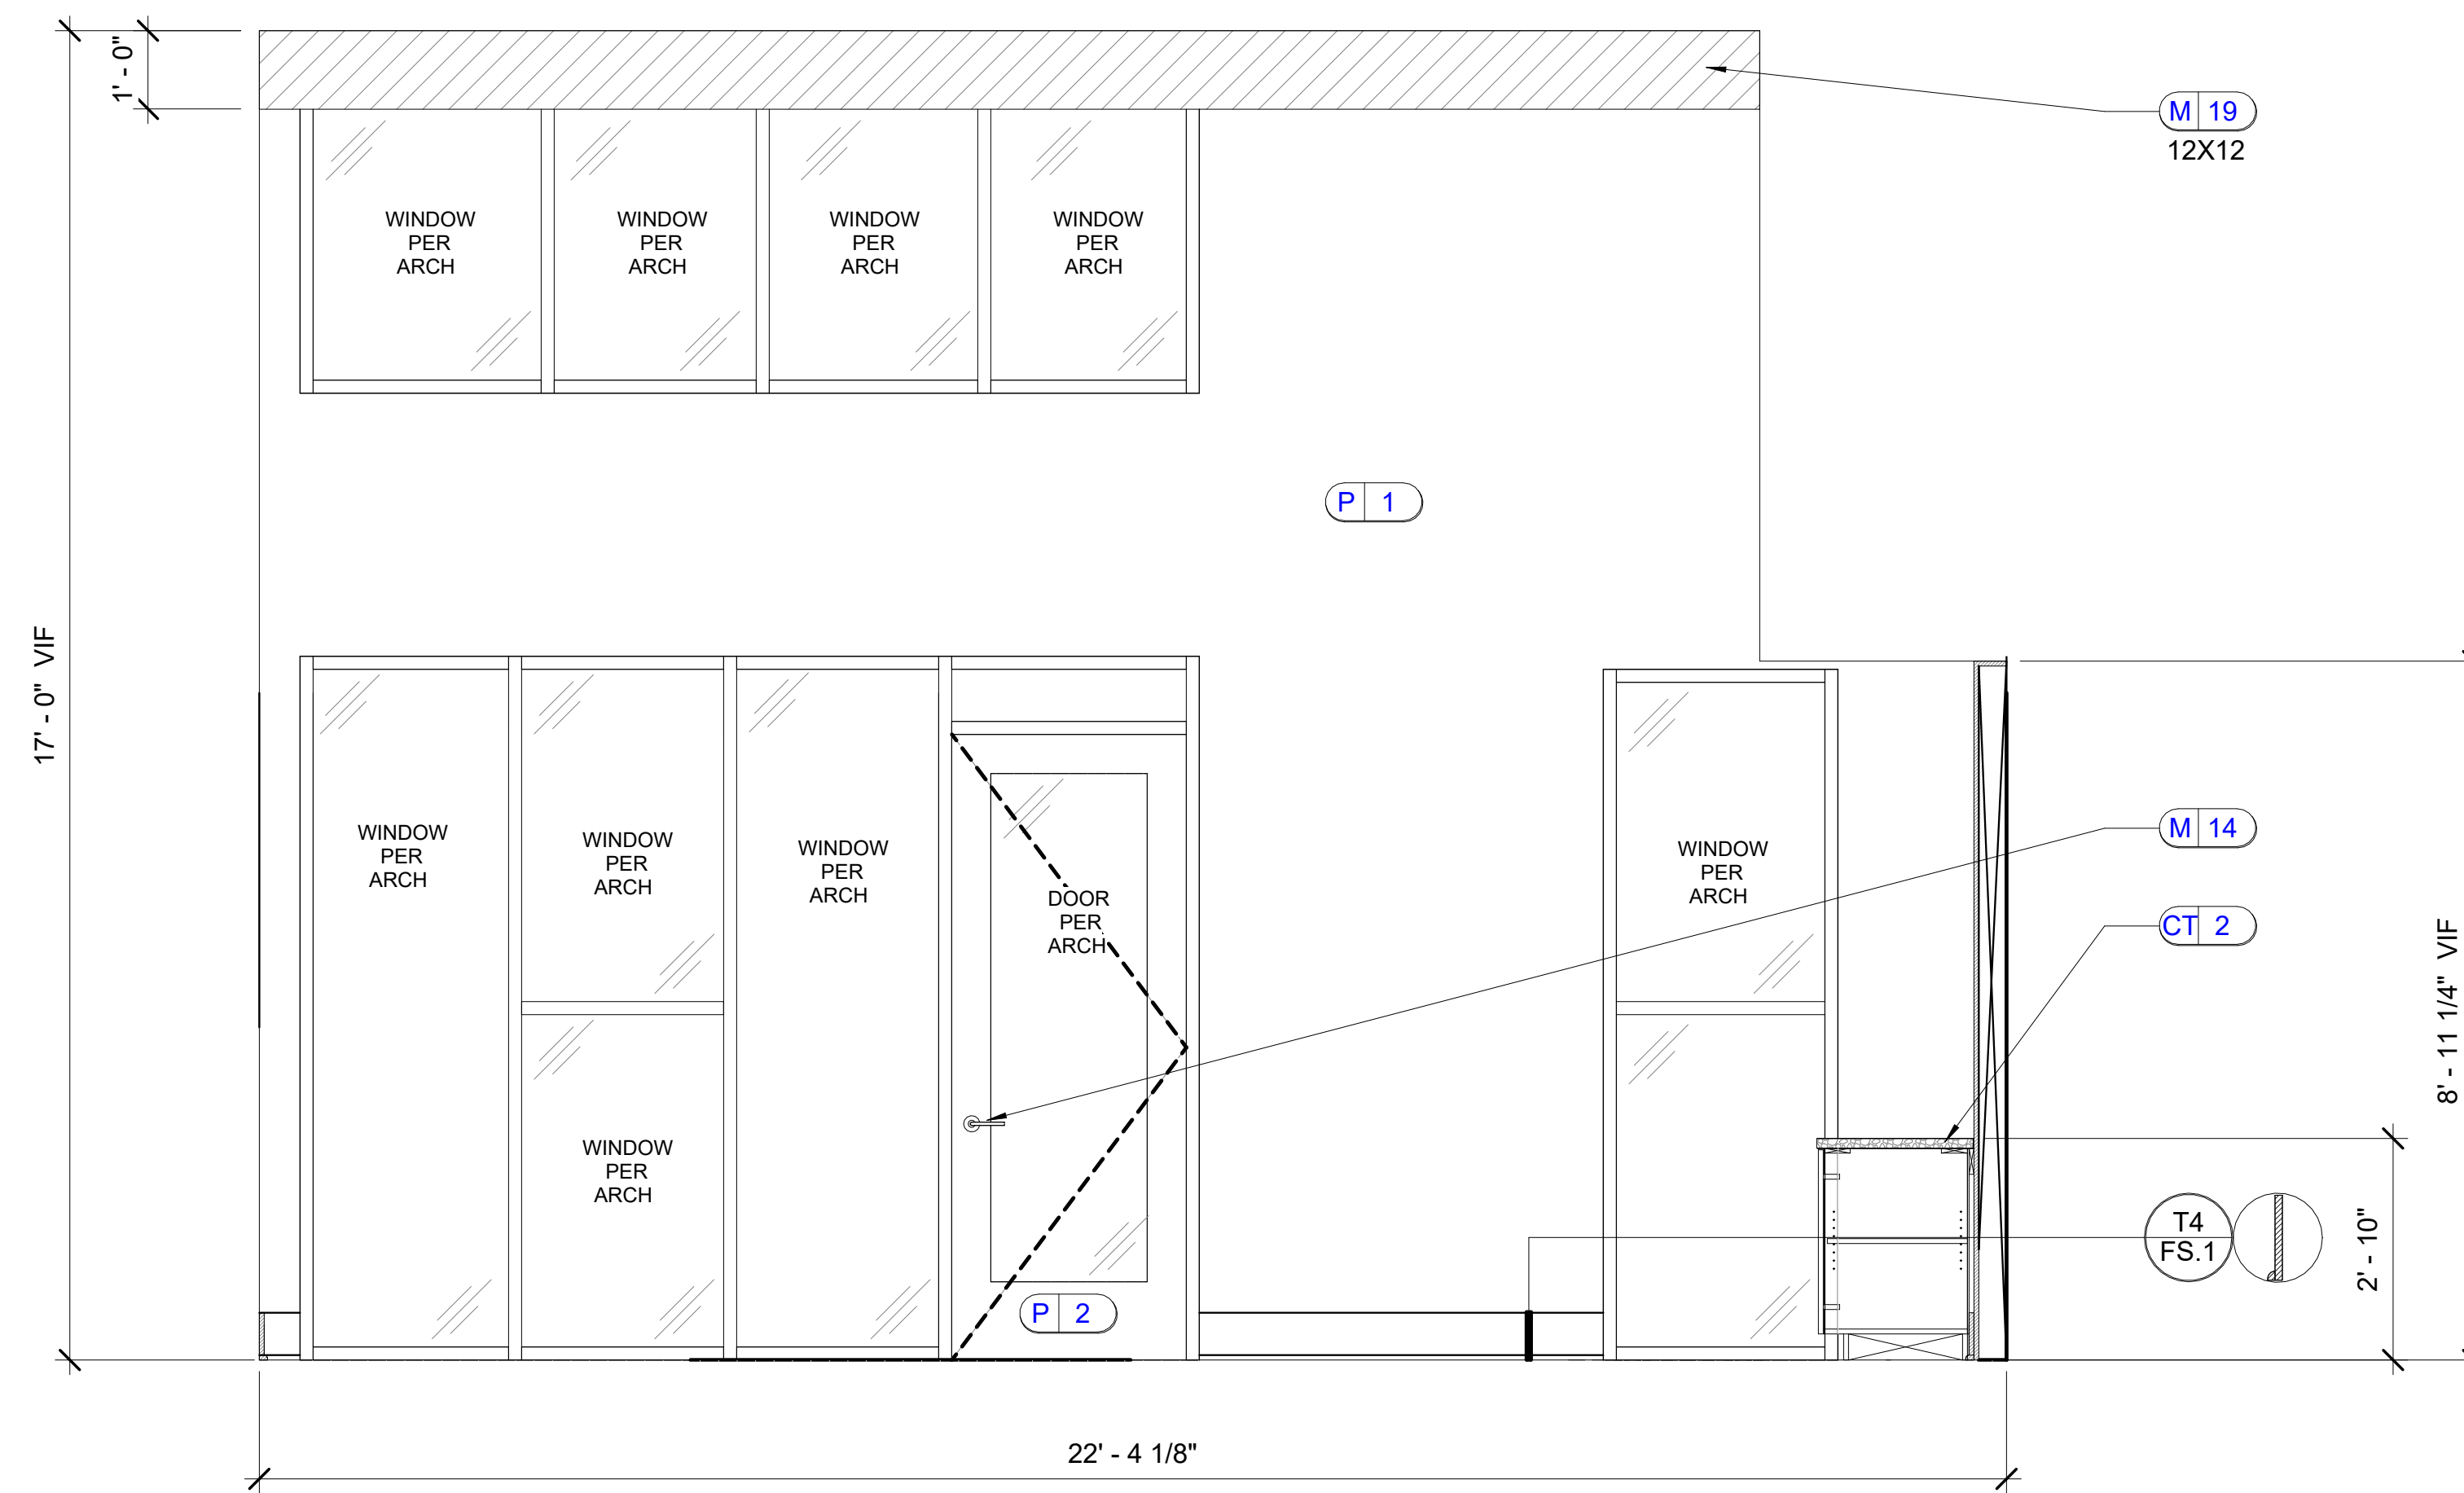 1' - 0"
M 19
12X12
WINDOW
PER
ARCH
WINDOW
PER
ARCH
WINDOW
PER
ARCH
WINDOW
PER
ARCH
P 1
17' - 0" VIF
WINDOW
PER
ARCH
WINDOW
PER
ARCH
WINDOW
PER
ARCH
DOOR
PER
ARCH
WINDOW
PER
ARCH
M 14
CT 2
8' - 11 1/4" VIF
WINDOW
PER
ARCH
T4
FS.1
2' - 10"
P 2
22' - 4 1/8"